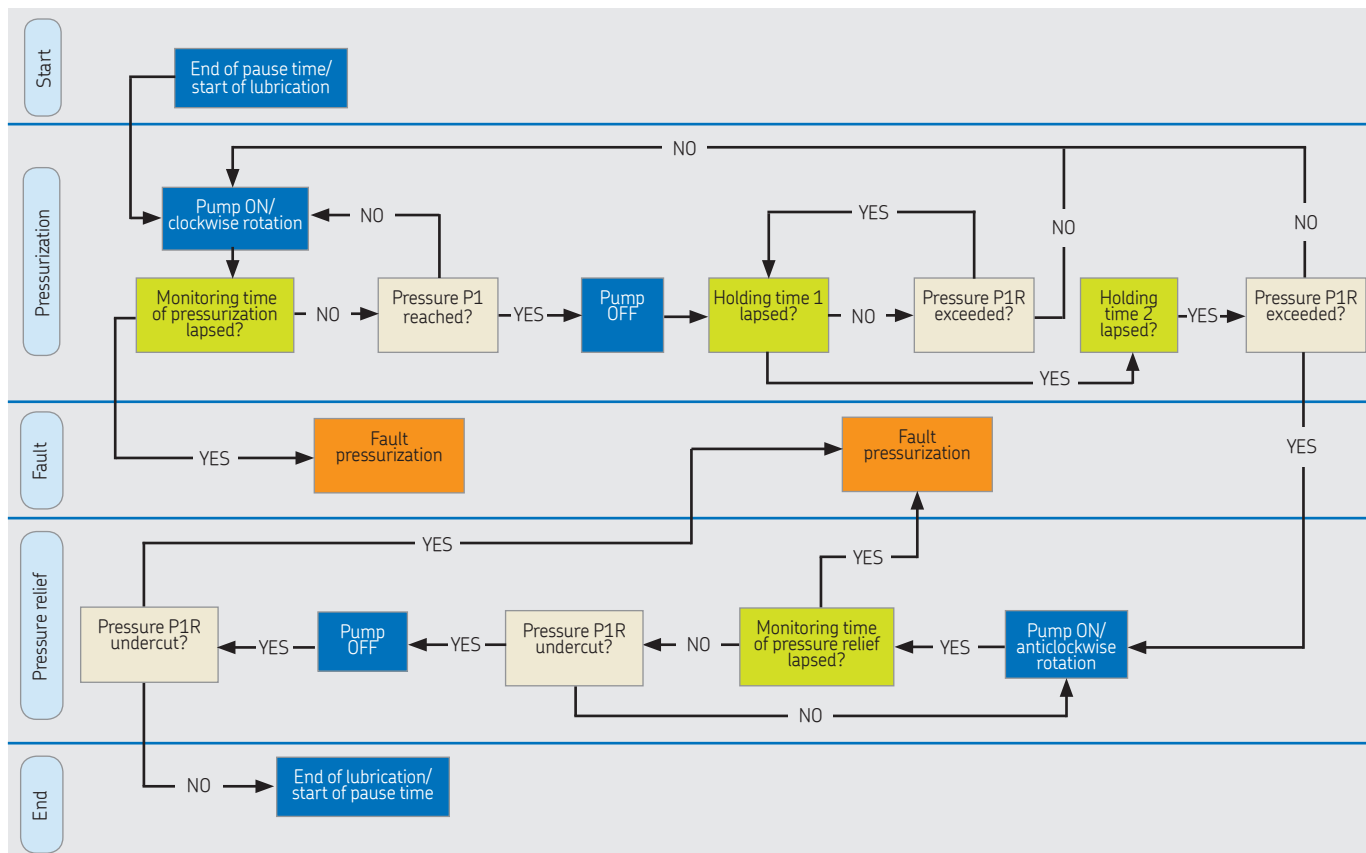 Start
End of pause time/
start of lubrication
Pressurization
NO
Pump ON/
clockwise rotation
NO
YES
NO
NO
Monitoring time
of pressurization
lapsed?
NO
Pressure P1
reached?
YES
Pump
OFF
Holding time 1
lapsed?
NO
Pressure P1R
exceeded?
Holding
time 2
lapsed?
YES
Pressure P1R
exceeded?
YES
Fault
YES
Fault
pressurization
Fault
pressurization
YES
Pressure relief
YES
YES
Pressure P1R
undercut?
YES
Pump
OFF
YES
Pressure P1R
undercut?
NO
Monitoring time
of pressure relief
lapsed?
YES
Pump ON/
anticlockwise
rotation
NO
End
NO
End of lubrication/
start of pause time